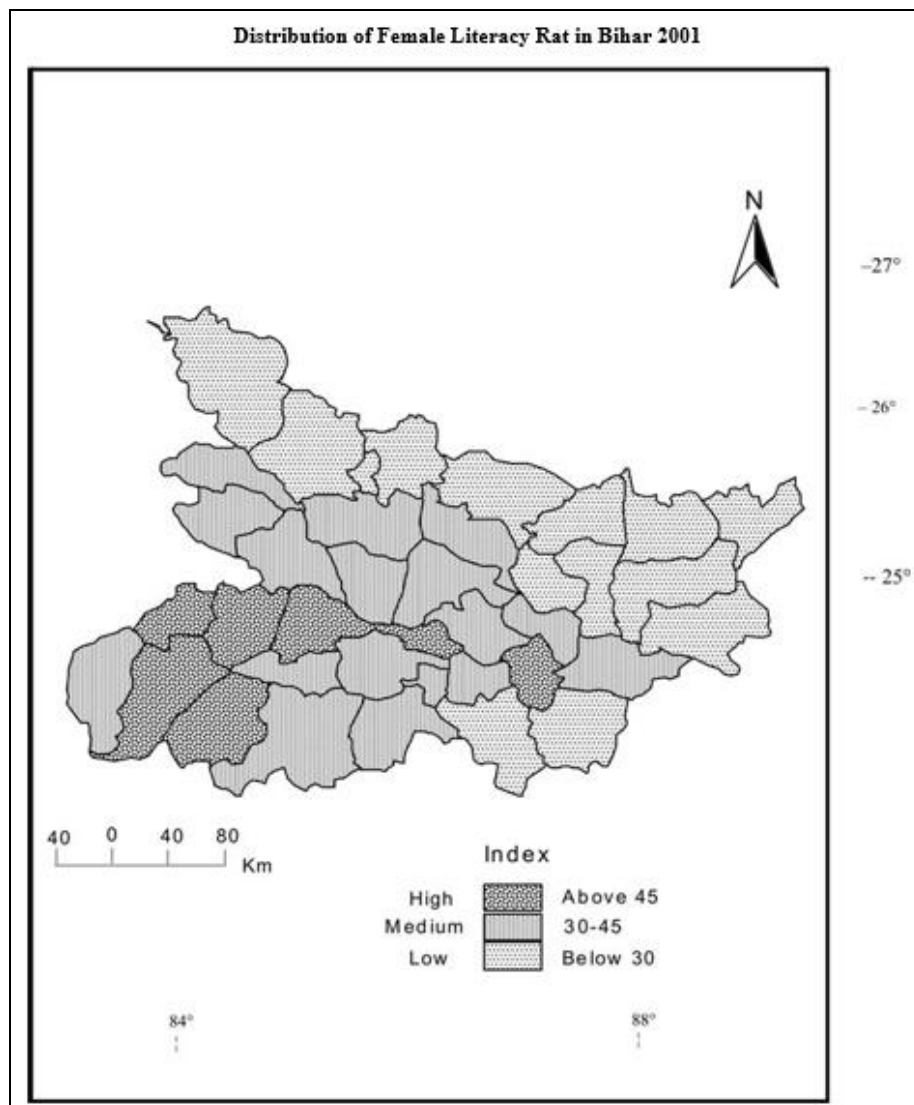 Distribution of Female Literacy Rat in Bihar 2001
N
–27°
– 26°
-- 25°
40 0 40 80
Km
Index
High Above 45
Medium 30-45
Low Below 30
84° 88°